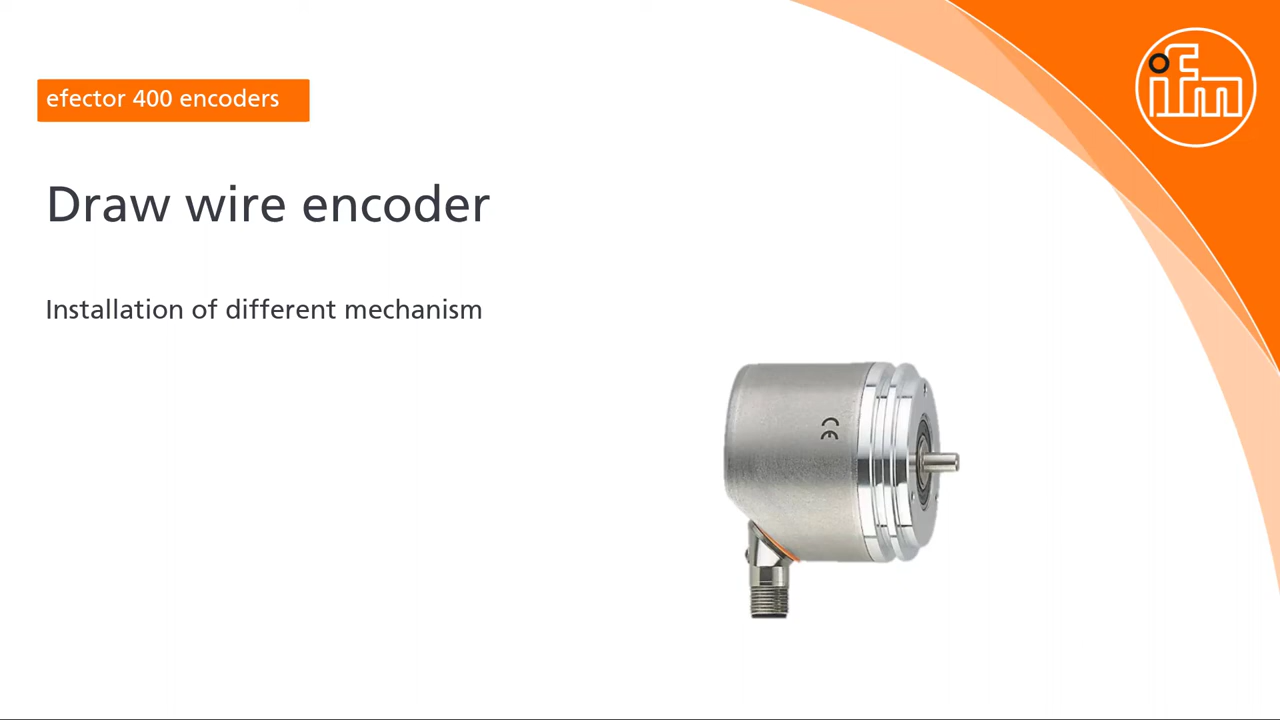 efector 400 encoders
ifm
Draw wire encoder
Installation of different mechanism
CE